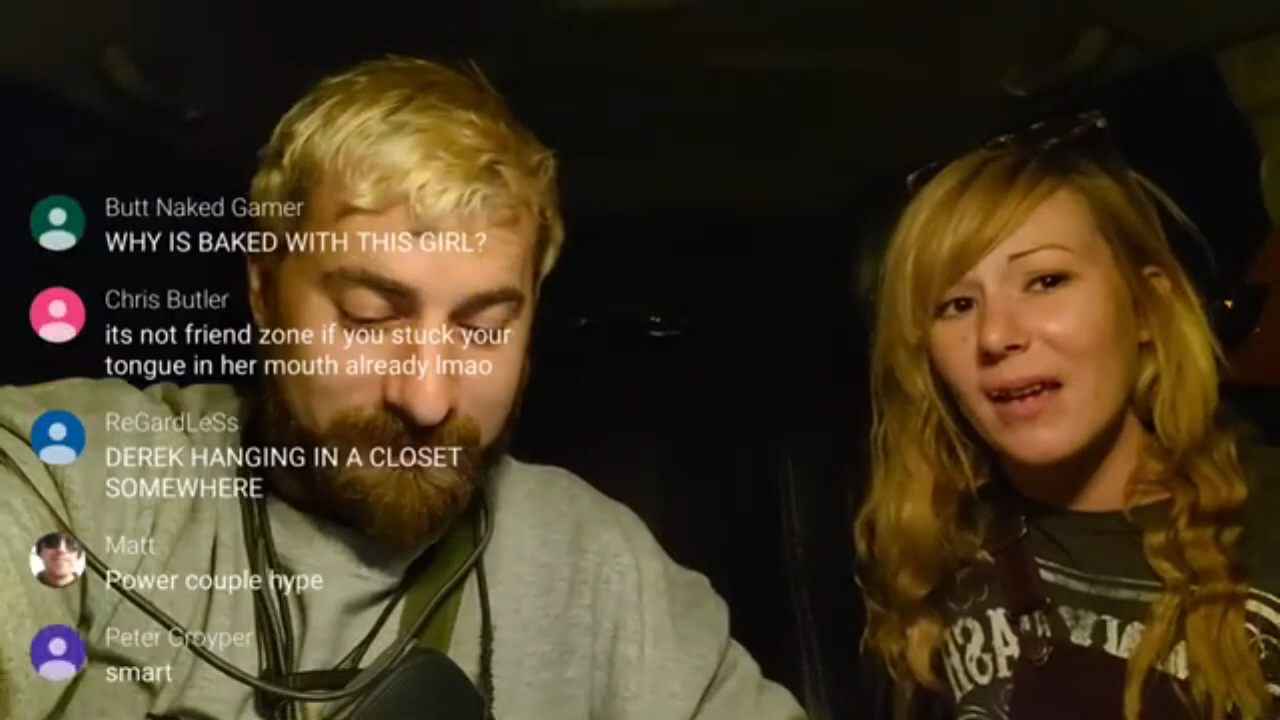 Butt Naked Gamer
WHY IS BAKED WITH THIS GIRL?
Chris Butler
its not friend zone if you stuck your
tongue in her mouth already lmao
ReGardLeSs
DEREK HANGING IN A CLOSET
SOMEWHERE
Matt
Power couple hype
Peter Groyper
smart